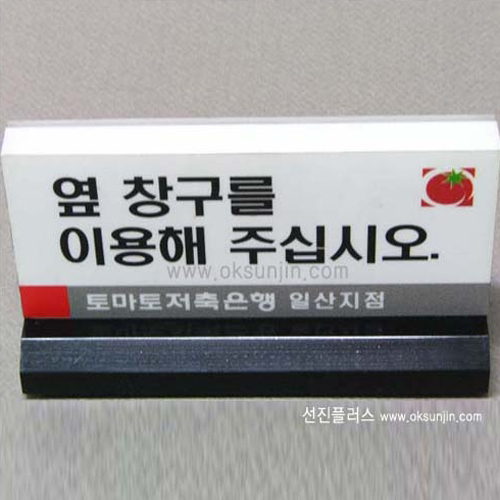 옆 창구를
이용해 주십시오.
www.oksunjin.com
토마토저축은행 일산지점
선진플러스 www.oksunjin.com